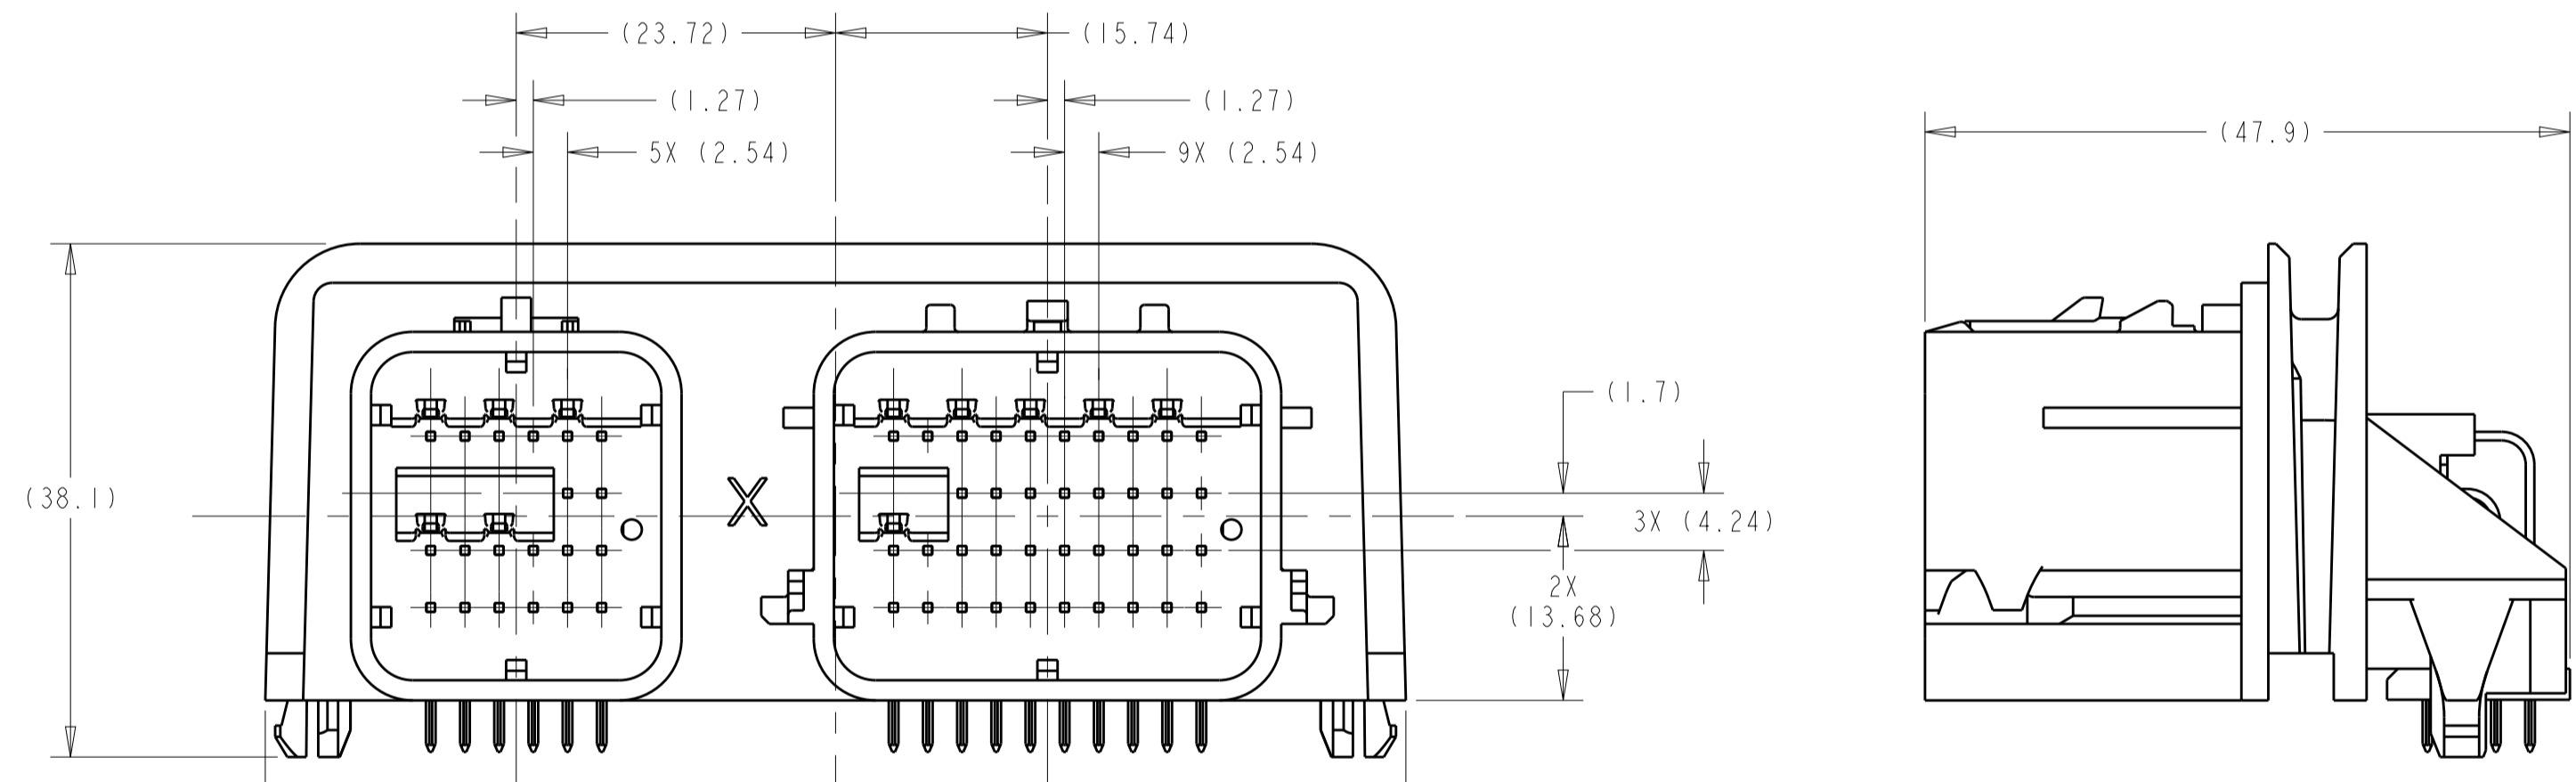 (23.72) (15.74)
(1.27) (1.27)
5X (2.54) 9X (2.54)
(47.9)
(1.7)
(38.1)
X
3X (4.24)
2X
(13.68)